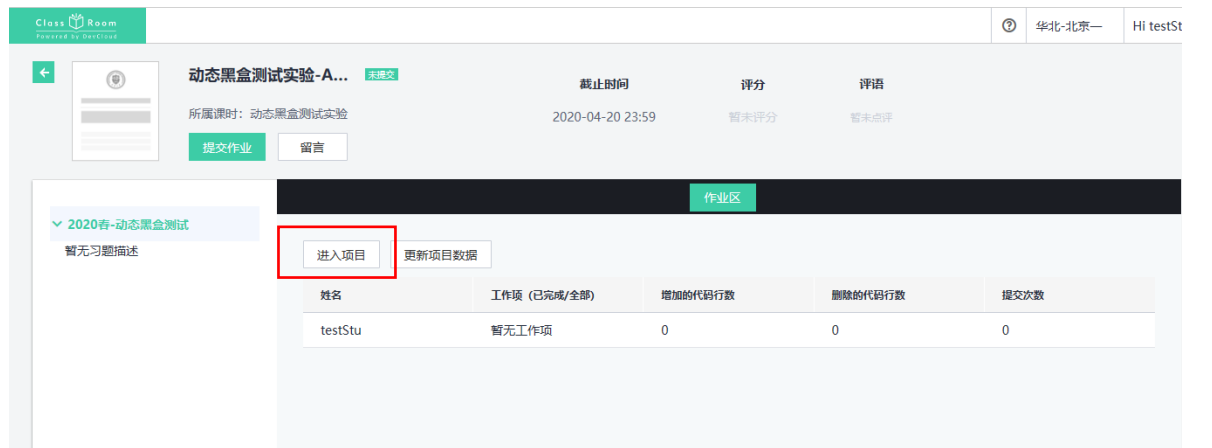 Class Room
Powered by DevCloud
华北-北京一
Hi testSt
动态黑盒测试实验-A...
未提交
所属课时：动态黑盒测试实验
提交作业
留言
截止时间
评分
评语
2020-04-20 23:59
暂未评分
暂未点评
作业区
2020春-动态黑盒测试
暂无习题描述
进入项目
更新项目数据
姓名 工作项（已完成/全部） 增加的代码行数 删除的代码行数 提交次数
testStu 暂无工作项 0 0 0